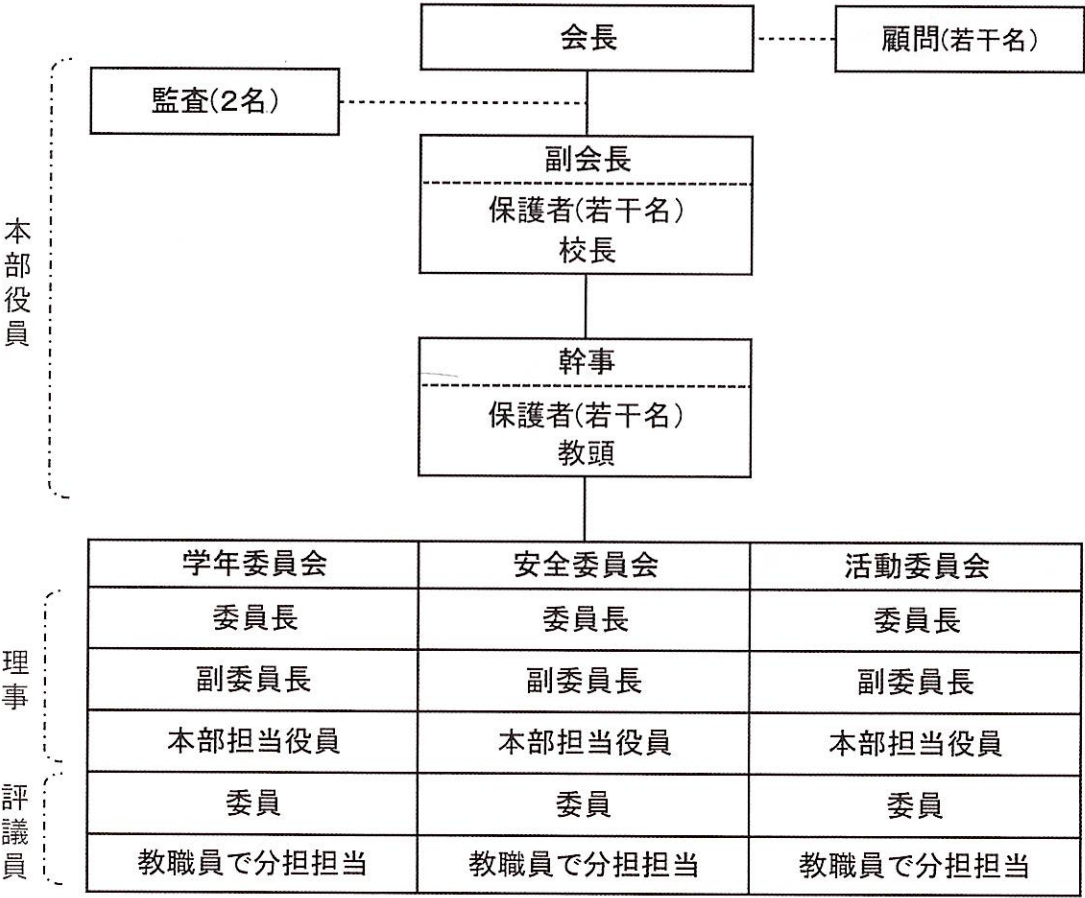 会長
顧問(若干名)
監査(2名)
副会長
保護者(若干名)
校長
本部役員
幹事
保護者(若干名)
教頭
学年委員会 安全委員会 活動委員会
委員長 委員長 委員長
理事
副委員長 副委員長 副委員長
本部担当役員 本部担当役員 本部担当役員
評議員
委員 委員 委員
教職員で分担担当 教職員で分担担当 教職員で分担担当